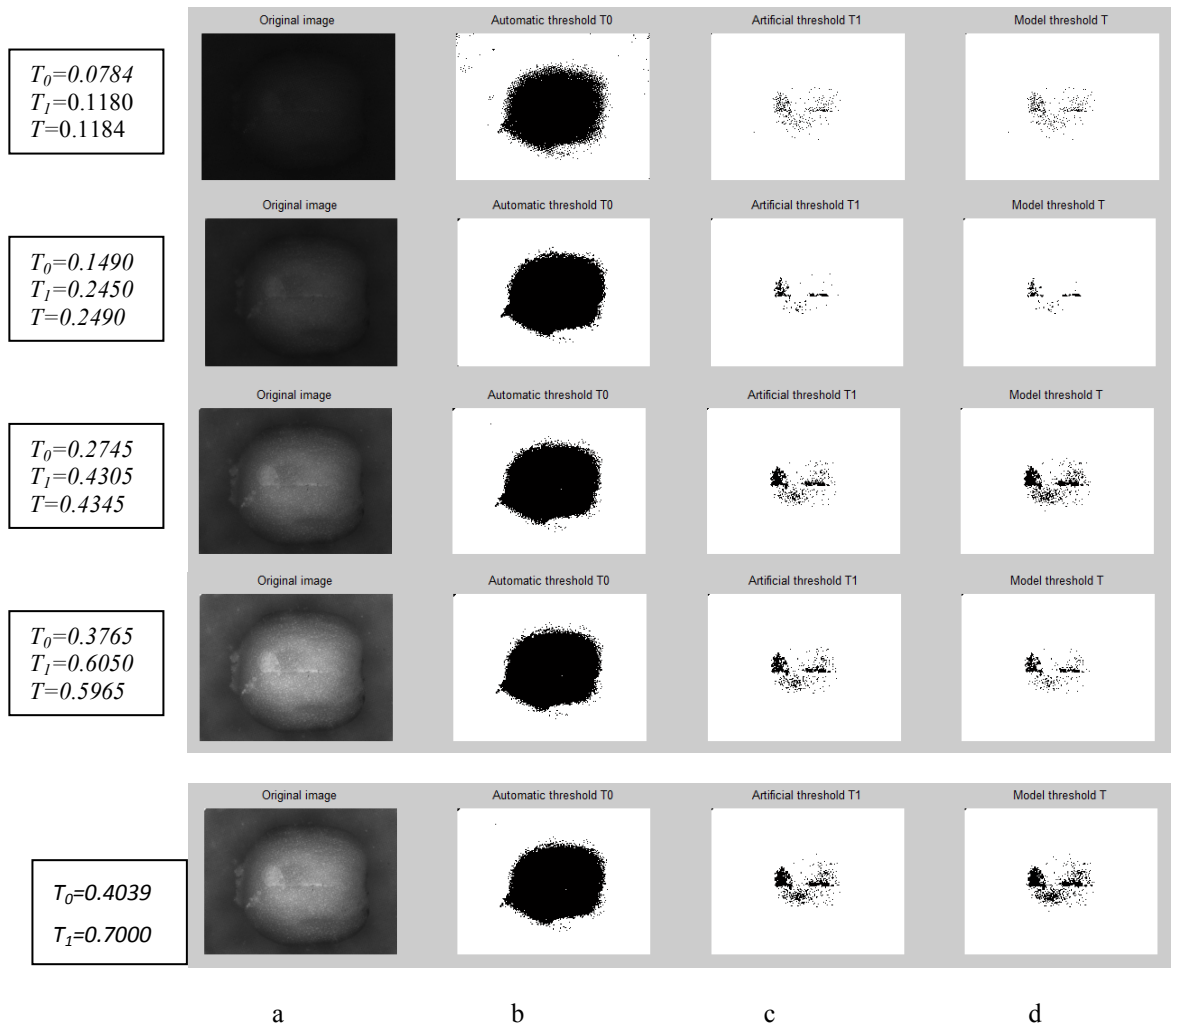 Original image Automatic threshold T0 Artificial threshold T1 Model threshold T
T0=0.0784
T1=0.1180
T=0.1184
Original image Automatic threshold T0 Artificial threshold T1 Model threshold T
T0=0.1490
T1=0.2450
T=0.2490
Original image Automatic threshold T0 Artificial threshold T1 Model threshold T
T0=0.2745
T1=0.4305
T=0.4345
Original image Automatic threshold T0 Artificial threshold T1 Model threshold T
T0=0.3765
T1=0.6050
T=0.5965
Original image Automatic threshold T0 Artificial threshold T1 Model threshold T
T0=0.4039
T1=0.7000
a b c d